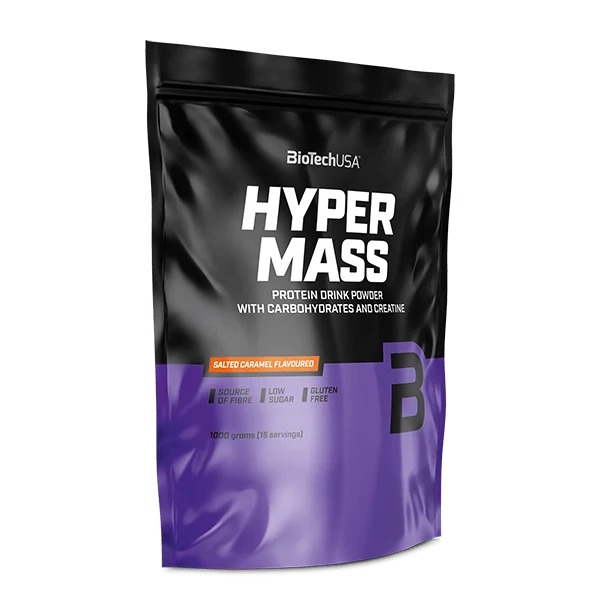 BioTechUSA
HYPER
MASS
PROTEIN DRINK POWDER
WITH CARBOHYDRATES AND CREATINE
SALTED CARAMEL FLAVOURED
SOURCE OF FIBRE
LOW SUGAR
GLUTEN FREE
1000 grams (15 servings)
B